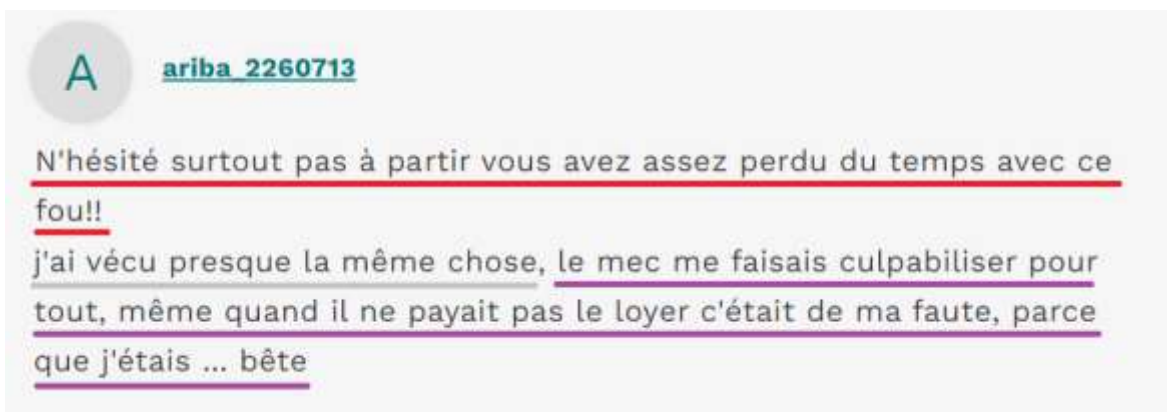 A
ariba_2260713
N'hésité surtout pas à partir vous avez assez perdu du temps avec ce
fou!!
j'ai vécu presque la même chose, le mec me faisais culpabiliser pour
tout, même quand il ne payait pas le loyer c'était de ma faute, parce
que j'étais ... bête